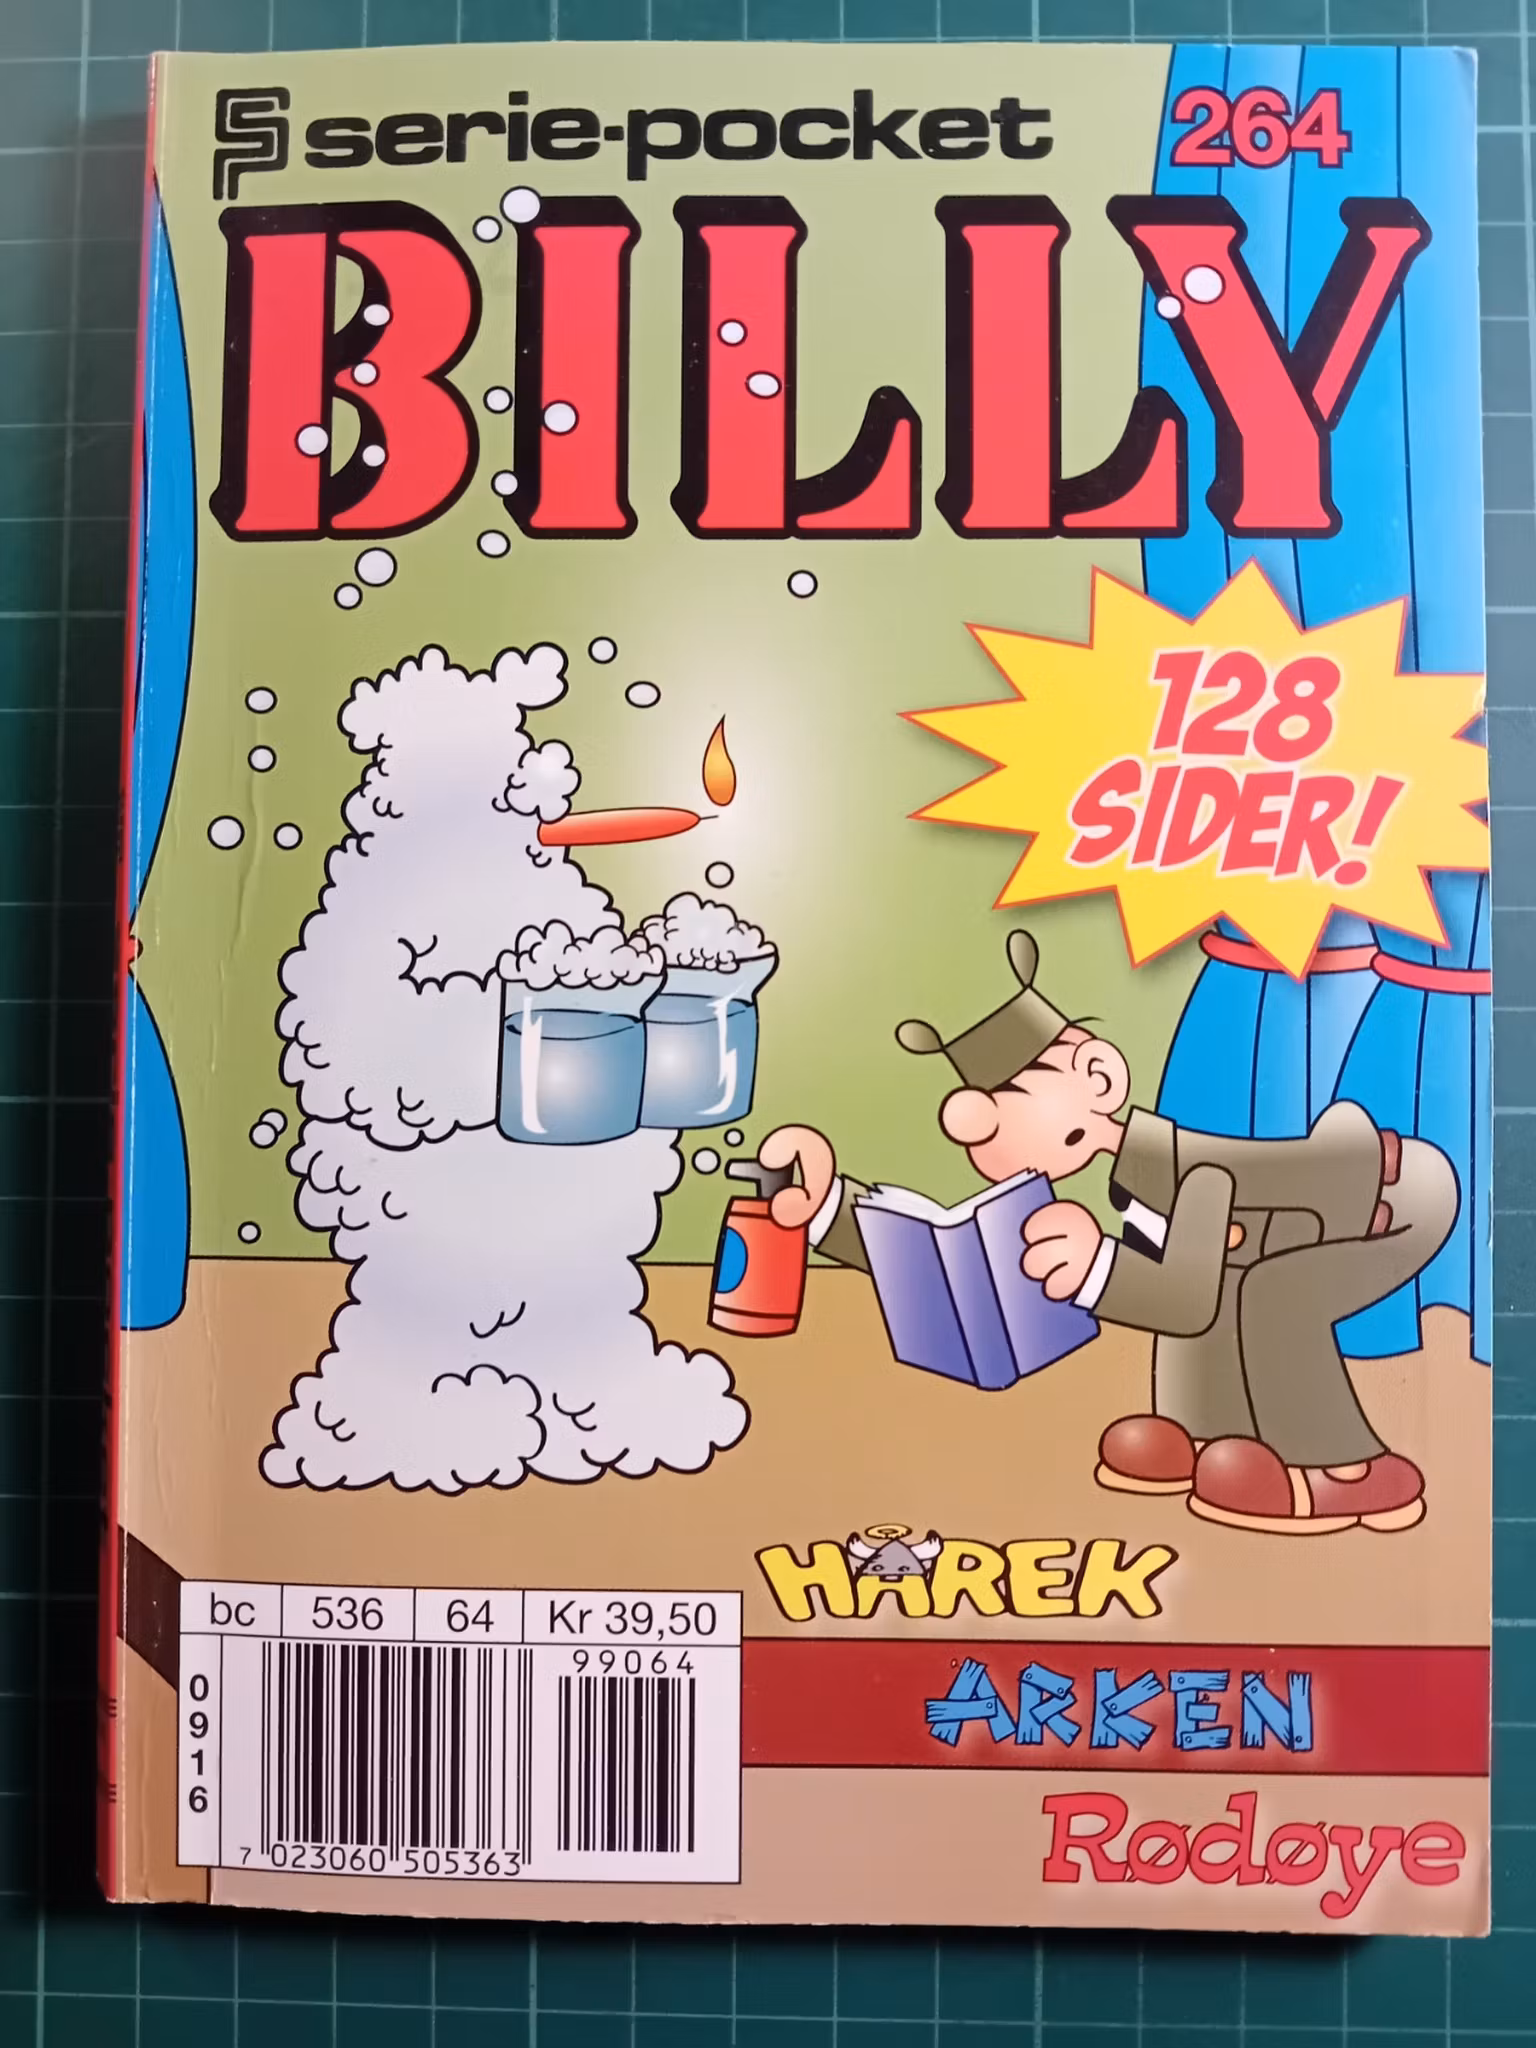 serie-pocket
264
BILLY
128
SIDER!
HÅREK
ARKEN
Rødøye
bc 536 64 Kr 39,50
99064
0916
7 023060 505363